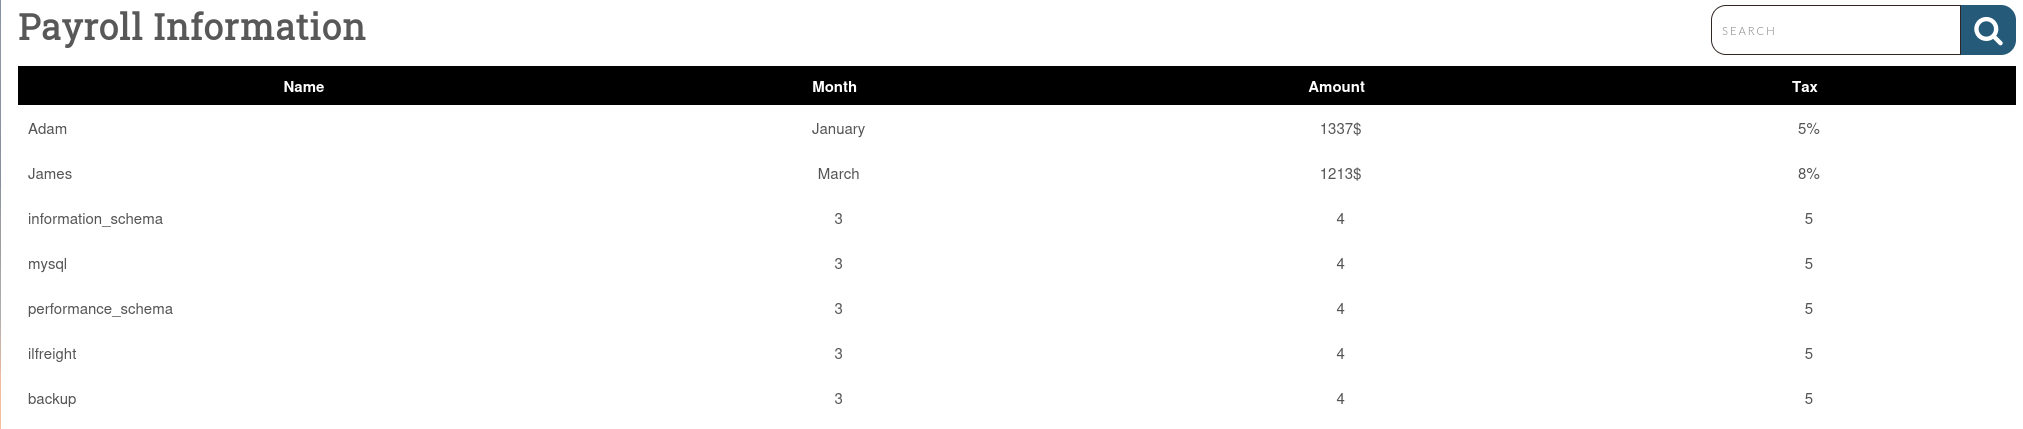 Payroll Information
SEARCH
Name Month Amount Tax
Adam January 1337$ 5%
James March 1213$ 8%
information_schema 3 4 5
mysql 3 4 5
performance_schema 3 4 5
ilfreight 3 4 5
backup 3 4 5